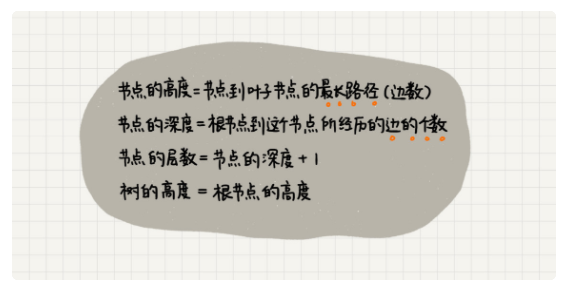 节点的高度=节点到叶子节点的最长路径(边数)
节点的深度=根节点到这个节点所经历的边的个数
节点的层数=节点的深度+1
树的高度=根节点的高度